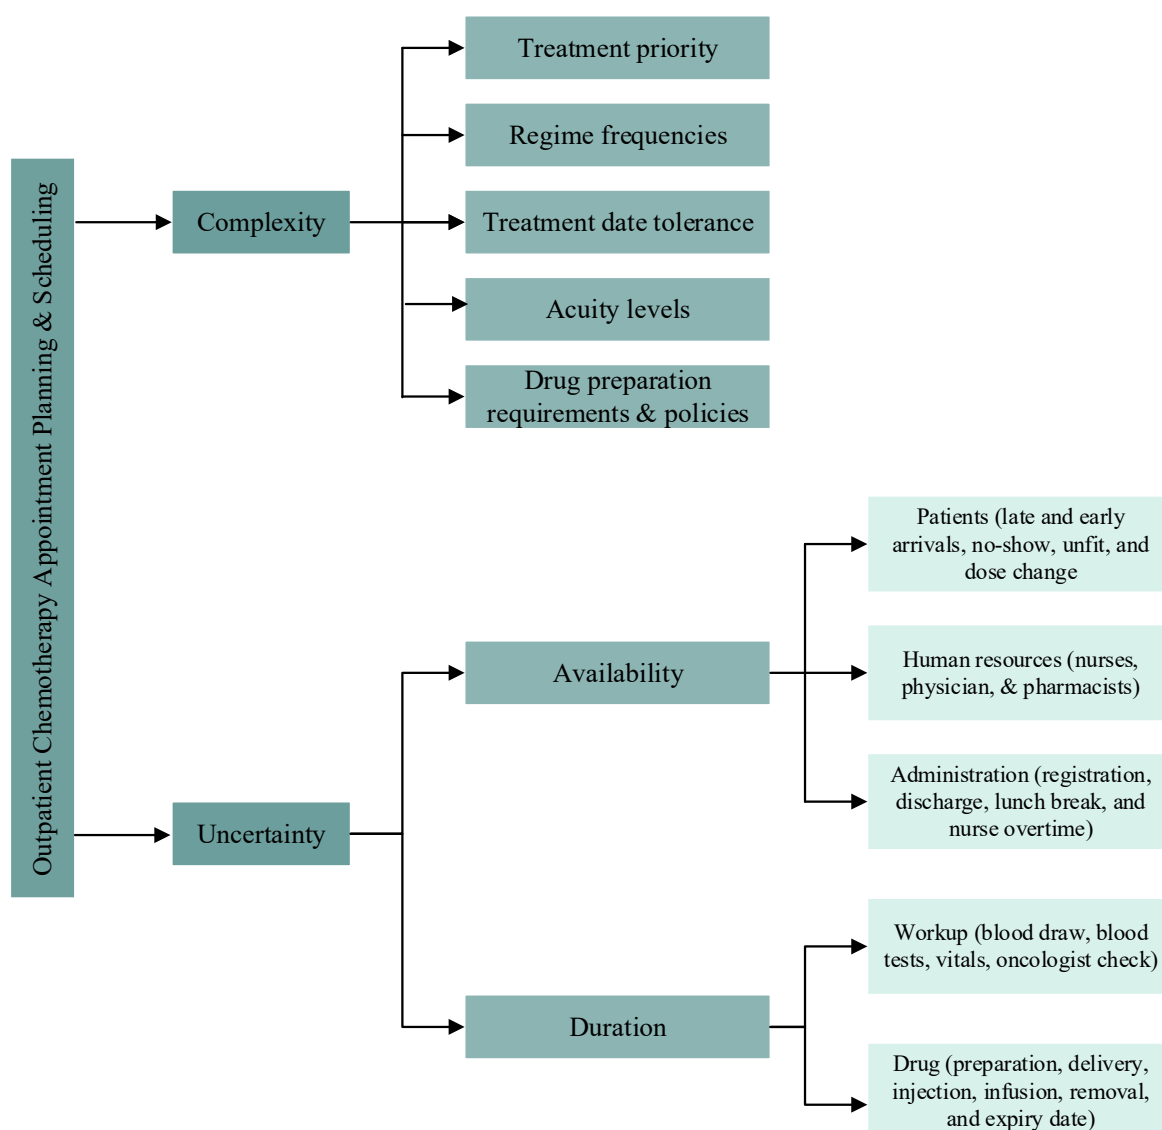 Outpatient Chemotherapy Appointment Planning & Scheduling
Complexity
Treatment priority
Regime frequencies
Treatment date tolerance
Acuity levels
Drug preparation
requirements & policies
Uncertainty
Availability
Patients (late and early
arrivals, no-show, unfit, and
dose change
Human resources (nurses,
physician, & pharmacists)
Administration (registration,
discharge, lunch break, and
nurse overtime)
Duration
Workup (blood draw, blood
tests, vitals, oncologist check)
Drug (preparation, delivery,
injection, infusion, removal,
and expiry date)